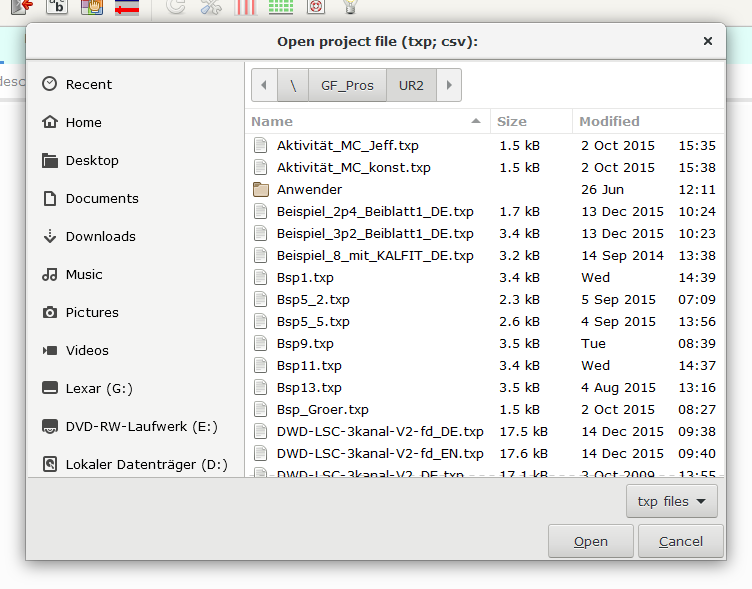 b
desc
Open project file (txp; csv):
Recent
Home
Desktop
Documents
Downloads
Music
Pictures
Videos
Lexar (G:)
DVD-RW-Laufwerk (E:)
Lokaler Datenträger (D:)
\ GF_Pros UR2
Name Size Modified
Aktivität_MC_Jeff.txp 1.5 kB 2 Oct 2015 15:35
Aktivität_MC_konst.txp 1.5 kB 2 Oct 2015 15:38
Anwender 26 Jun 12:11
Beispiel_2p4_Beiblatt1_DE.txp 1.7 kB 13 Dec 2015 10:24
Beispiel_3p2_Beiblatt1_DE.txp 3.4 kB 13 Dec 2015 10:23
Beispiel_8_mit_KALFIT_DE.txp 3.2 kB 14 Sep 2014 13:38
Bsp1.txp 3.4 kB Wed 14:39
Bsp5_2.txp 2.3 kB 5 Sep 2015 07:09
Bsp5_5.txp 2.6 kB 4 Sep 2015 13:56
Bsp9.txp 3.5 kB Tue 08:39
Bsp11.txp 3.4 kB Wed 14:37
Bsp13.txp 3.5 kB 4 Aug 2015 13:16
Bsp_Groer.txp 1.5 kB 2 Oct 2015 08:27
DWD-LSC-3kanal-V2-fd_DE.txp 17.5 kB 14 Dec 2015 09:38
DWD-LSC-3kanal-V2-fd_EN.txp 17.6 kB 14 Dec 2015 09:40
DWD-LSC-3kanal-V2_DE.txp 17.1 kB 3 Oct 2009 13:55
txp files
Open Cancel